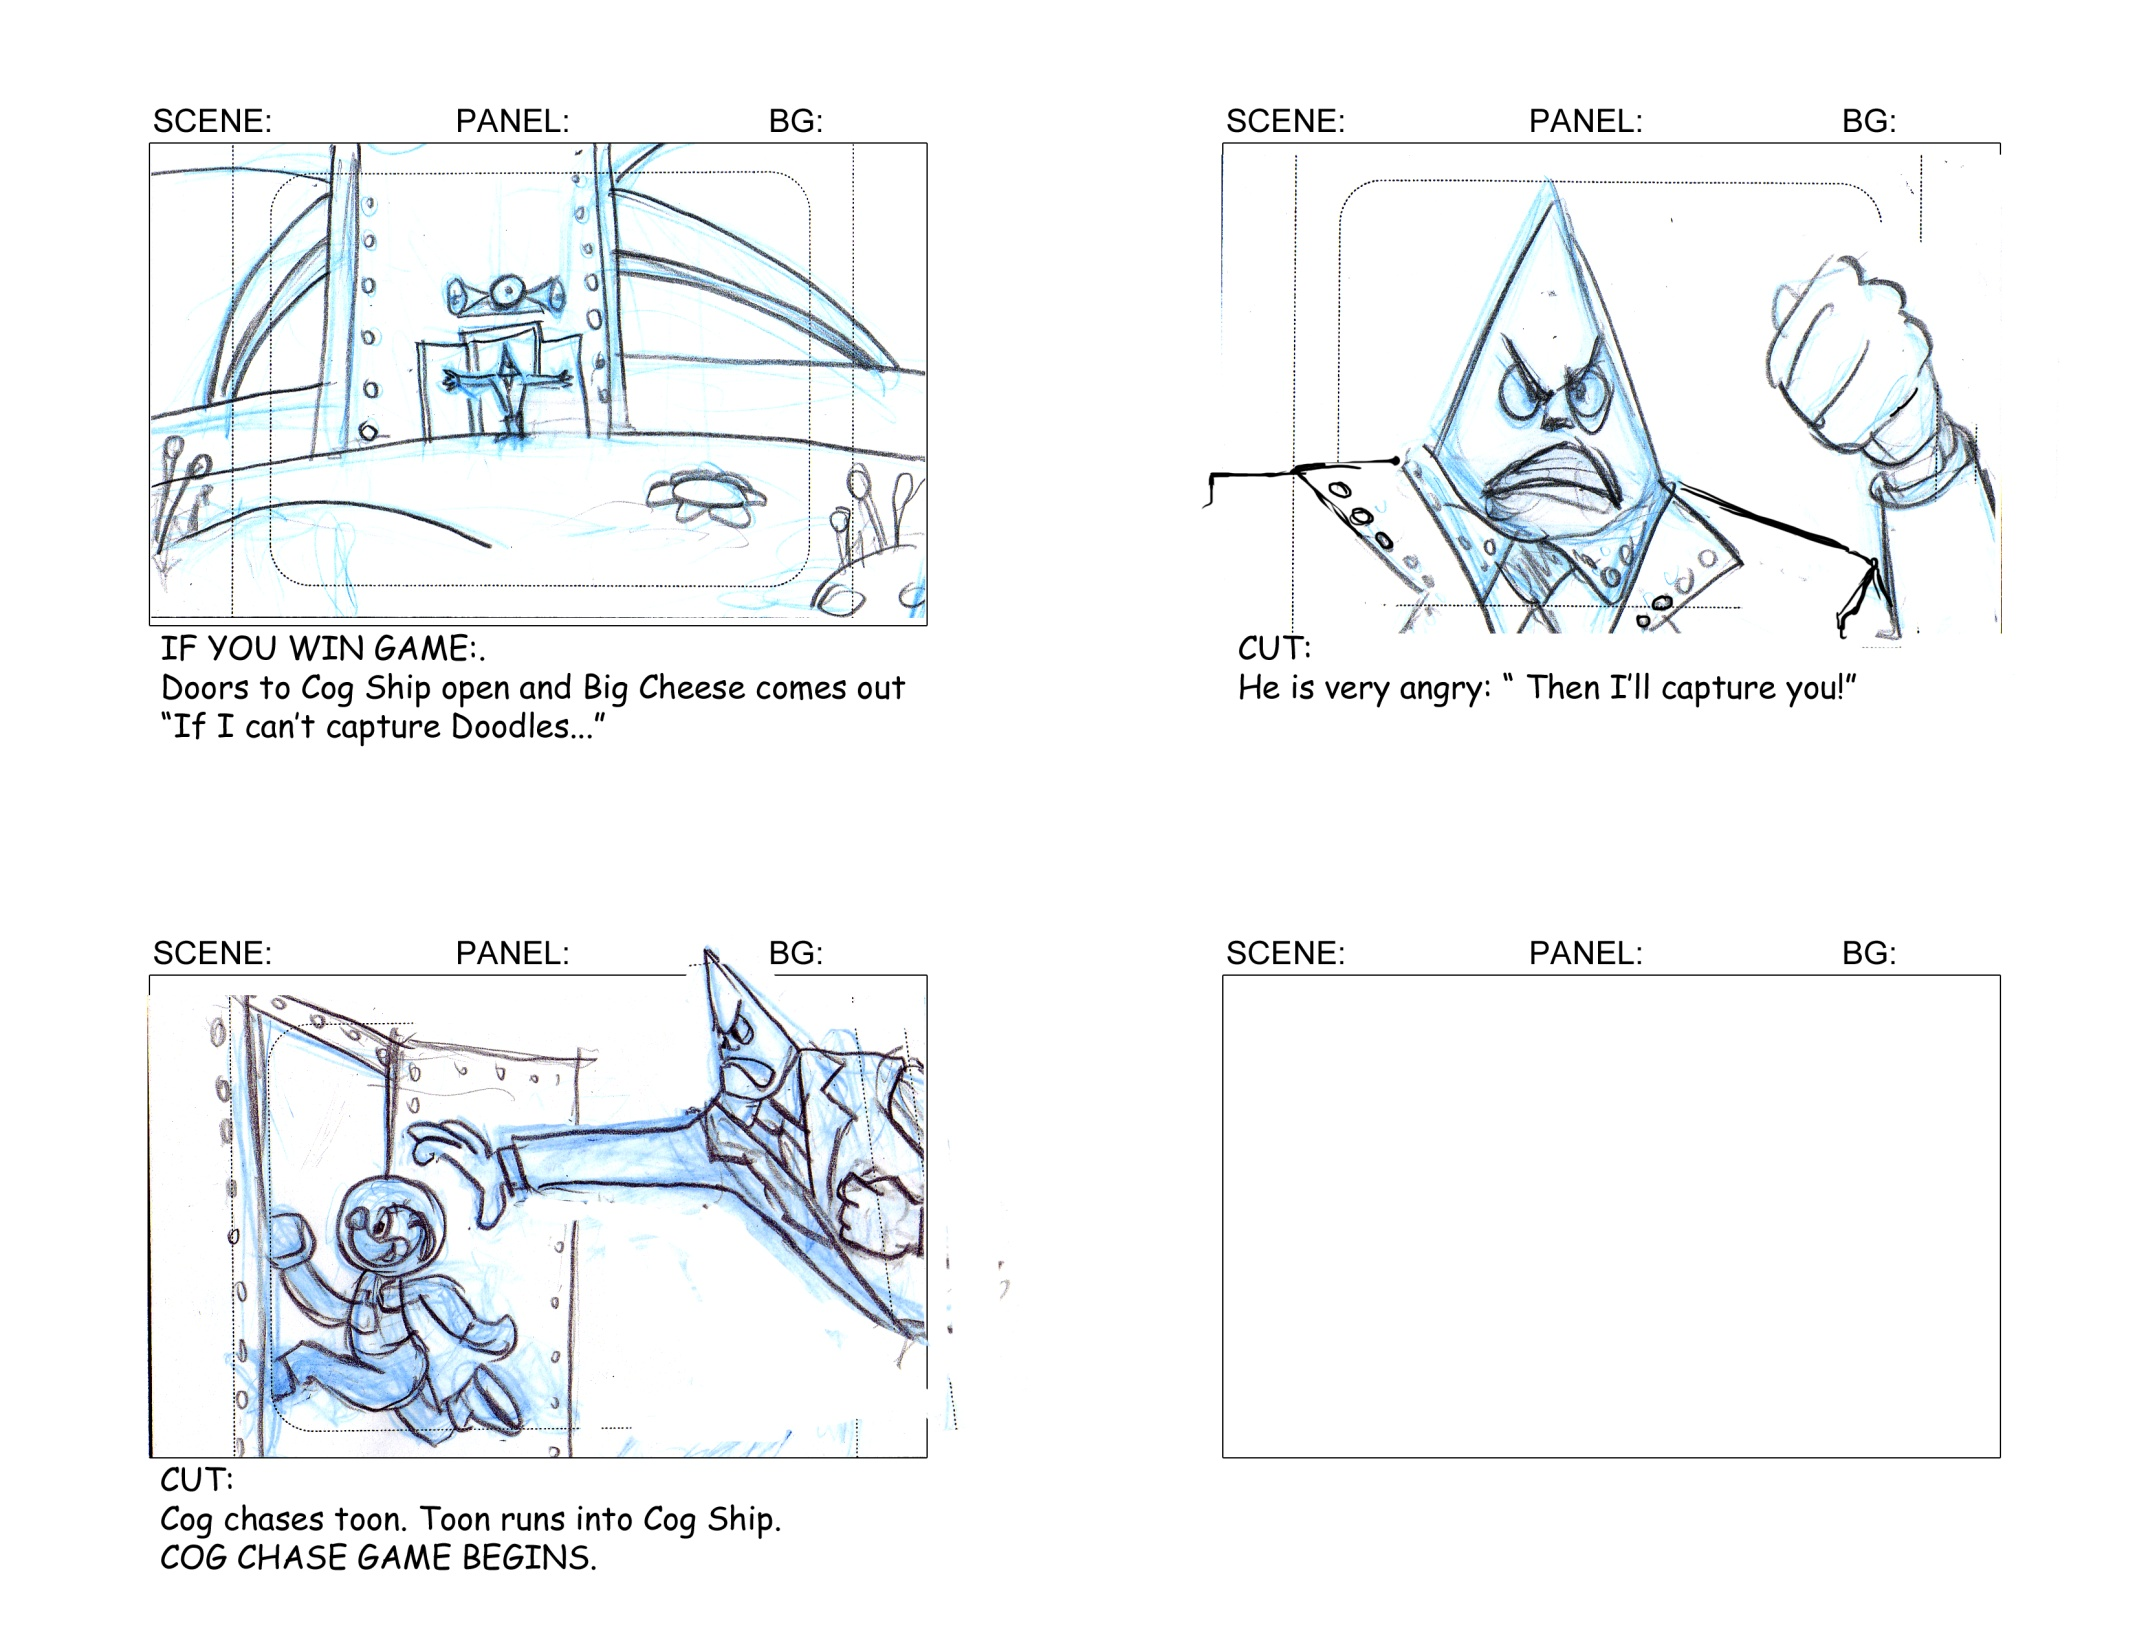 SCENE: PANEL: BG:
IF YOU WIN GAME:.
Doors to Cog Ship open and Big Cheese comes out
“If I can’t capture Doodles...”
SCENE: PANEL: BG:
CUT:
He is very angry: “ Then I’ll capture you!”
SCENE: PANEL: BG:
CUT:
Cog chases toon. Toon runs into Cog Ship.
COG CHASE GAME BEGINS.
SCENE: PANEL: BG: